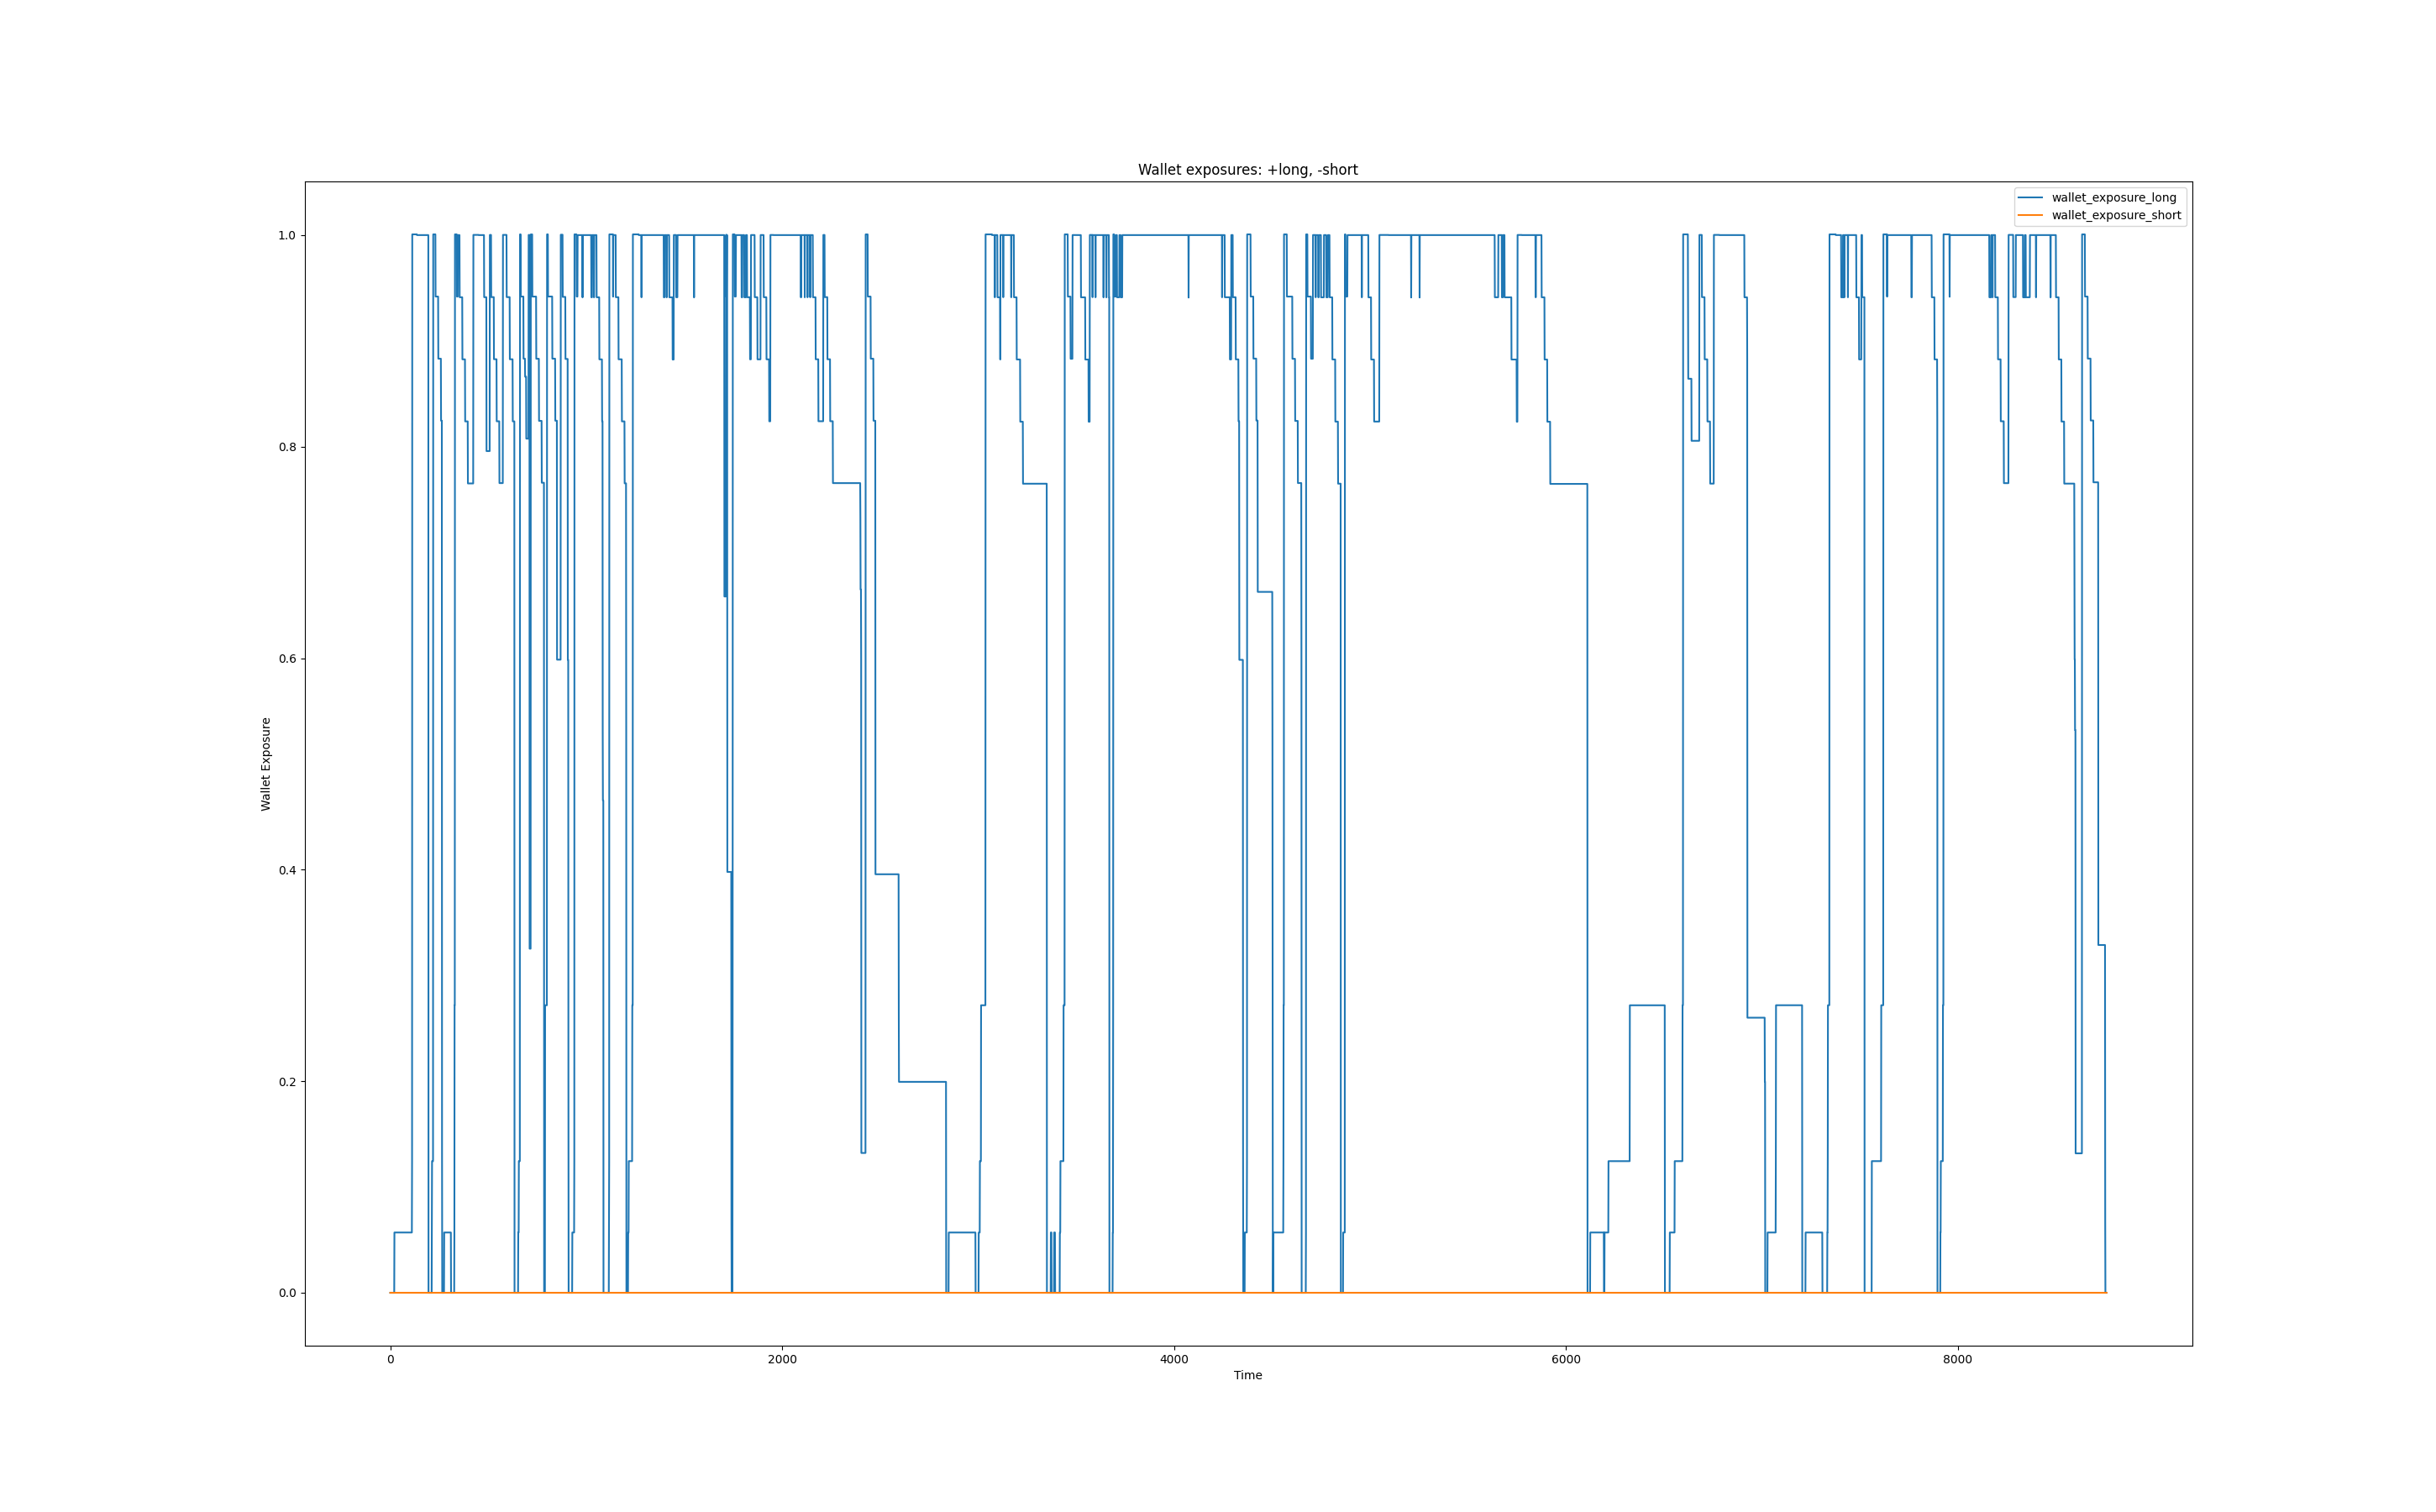 Wallet exposures: +long, -short
wallet_exposure_long
wallet_exposure_short
1.0
0.8
0.6
0.4
0.2
0.0
Wallet Exposure
0 2000 4000 6000 8000
Time